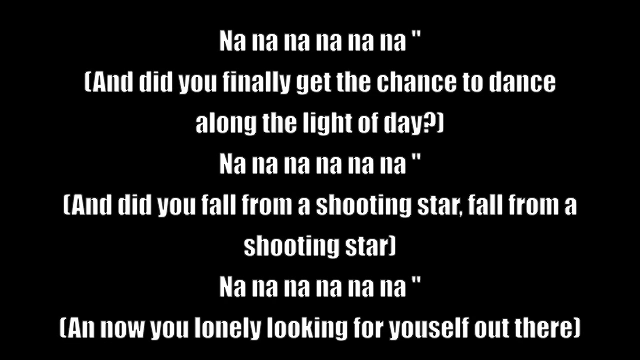 Na na na na na na "
(And did you finally get the chance to dance
along the light of day?)
Na na na na na na "
(And did you fall from a shooting star, fall from a
shooting star)
Na na na na na na "
(An now you lonely looking for youself out there)